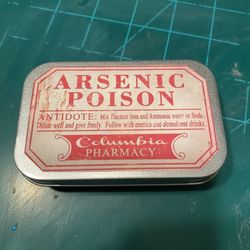 ARSENIC
POISON
ANTIDOTE: Mix Tincture Iron and Ammonia water or Soda.
Dilute well and give freely. Follow with emetics and demulcent drinks.
Columbia
PHARMACY